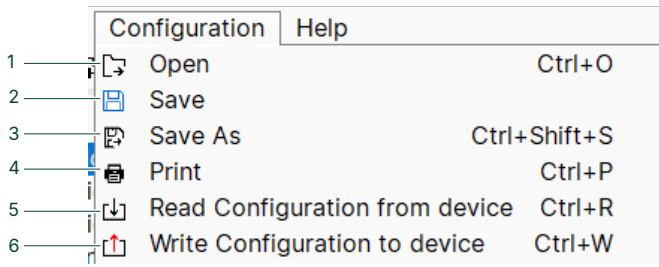 Configuration Help
1 Open Ctrl+O
2 Save
3 Save As Ctrl+Shift+S
4 Print Ctrl+P
5 Read Configuration from device Ctrl+R
6 Write Configuration to device Ctrl+W